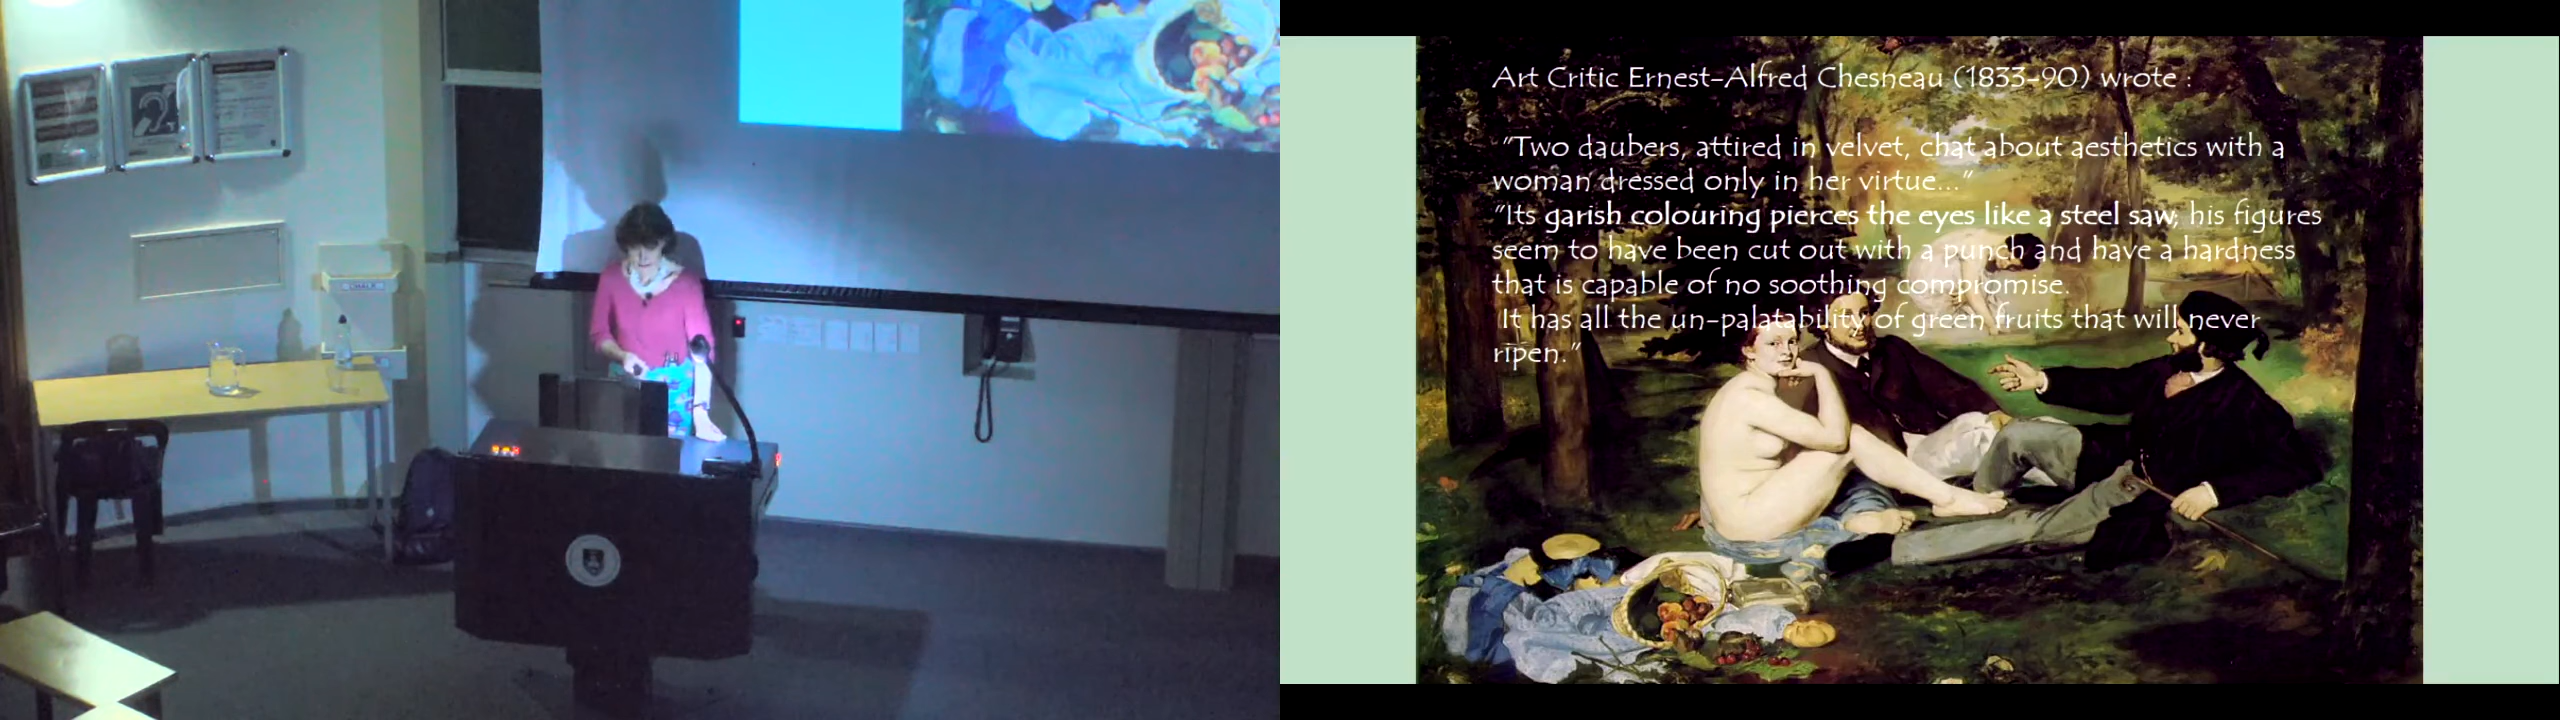 CHALK
Art Critic Ernest-Alfred Chesneau (1833-90) wrote :
"Two daubers, attired in velvet, chat about aesthetics with a
woman dressed only in her virtue..."
"Its garish colouring pierces the eyes like a steel saw; his figures
seem to have been cut out with a punch and have a hardness
that is capable of no soothing compromise.
It has all the un-palatability of green fruits that will never
ripen."